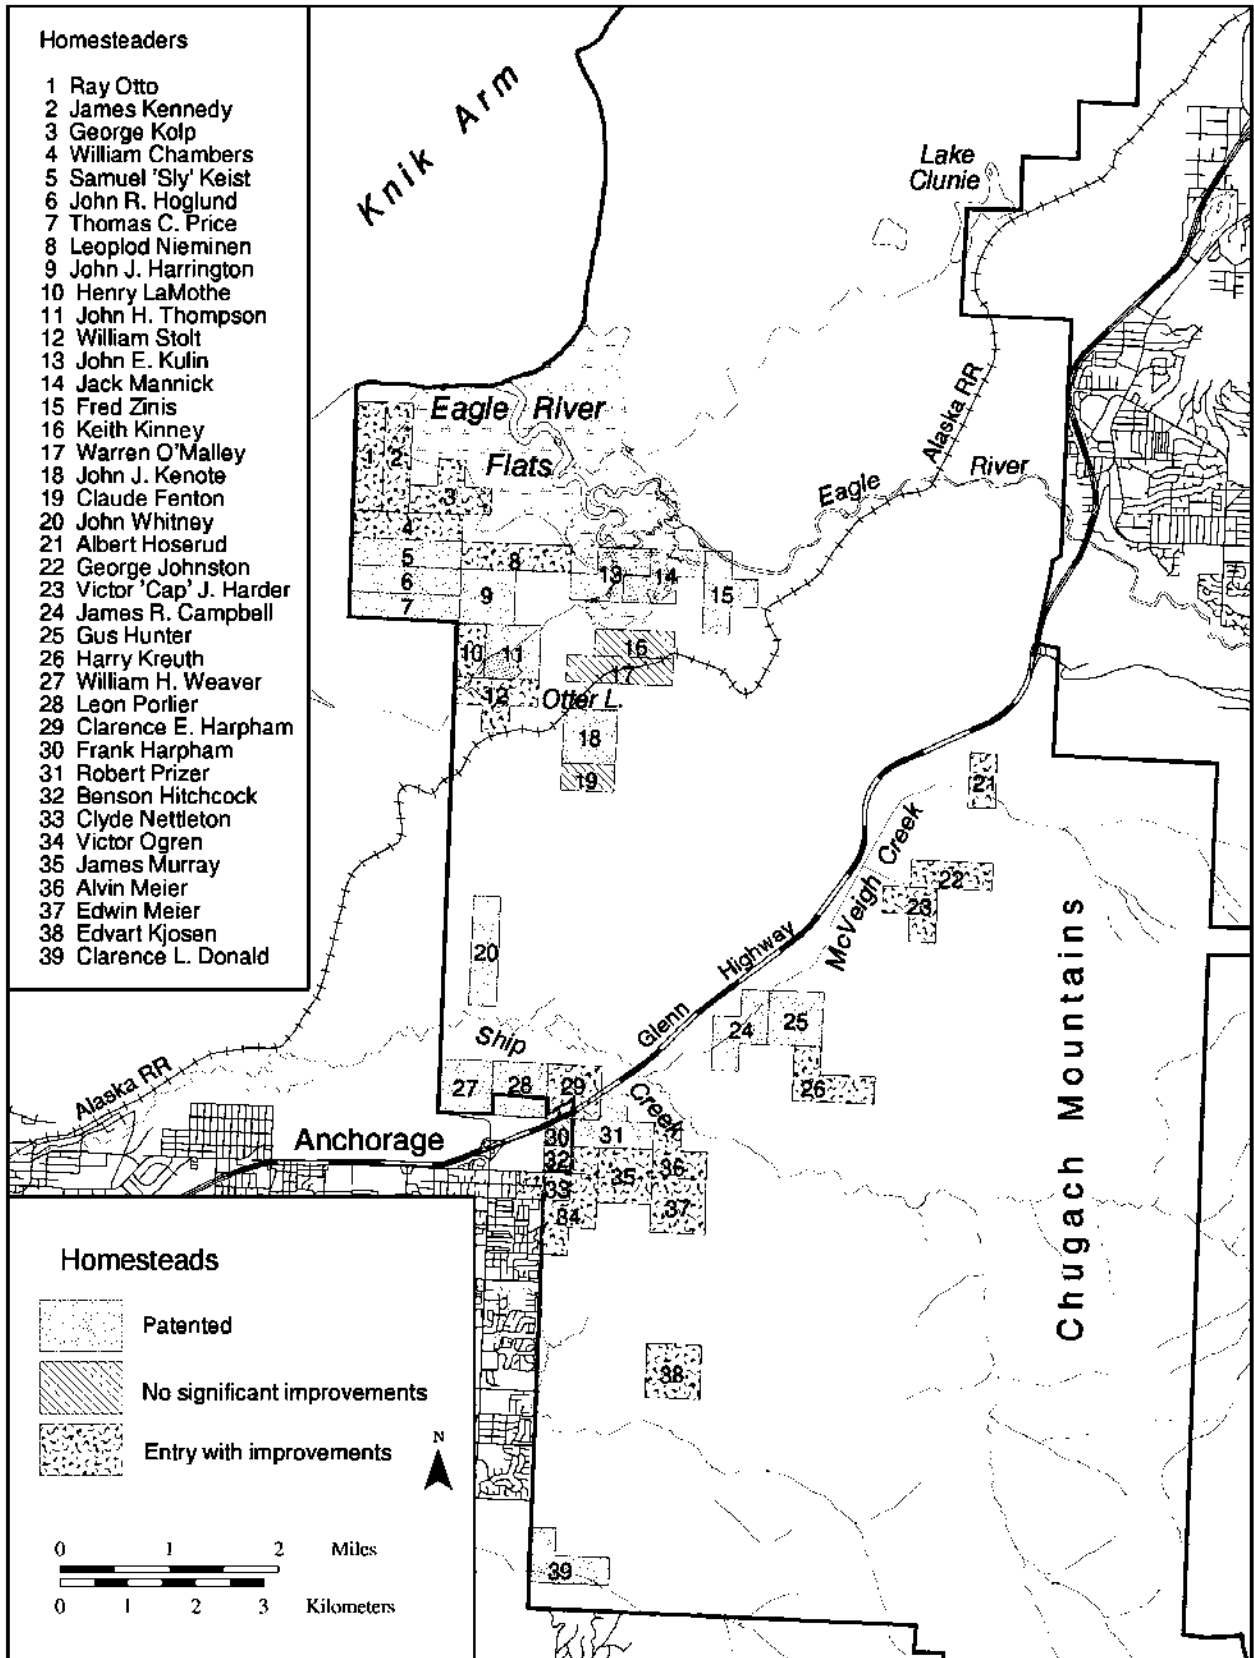 Homesteaders
1 Ray Otto
2 James Kennedy
3 George Kolp
4 William Chambers
5 Samuel 'Sly' Keist
6 John R. Hoglund
7 Thomas C. Price
8 Leoplod Nieminen
9 John J. Harrington
10 Henry LaMothe
11 John H. Thompson
12 William Stolt
13 John E. Kulin
14 Jack Mannick
15 Fred Zinis
16 Keith Kinney
17 Warren O'Malley
18 John J. Kenote
19 Claude Fenton
20 John Whitney
21 Albert Hoserud
22 George Johnston
23 Victor 'Cap' J. Harder
24 James R. Campbell
25 Gus Hunter
26 Harry Kreuth
27 William H. Weaver
28 Leon Porlier
29 Clarence E. Harpham
30 Frank Harpham
31 Robert Prizer
32 Benson Hitchcock
33 Clyde Nettleton
34 Victor Ogren
35 James Murray
36 Alvin Meier
37 Edwin Meier
38 Edvart Kjosen
39 Clarence L. Donald
Knik Arm
Lake
Clunie
Eagle River
Flats
Alaska RR
Eagle
River
1
2
3
4
5
6
7
8
9
10
11
12
13
14
15
16
17
Otter L.
18
19
2
22
23
McVeigh Creek
20
Glenn
Highway
24
25
26
Ship
Creek
27
28
29
30
31
32
33
34
35
36
37
38
39
Alaska RR
Anchorage
Chugach Mountains
Homesteads
Patented
No significant improvements
Entry with improvements
N
0 1 2 Miles
0 1 2 3 Kilometers